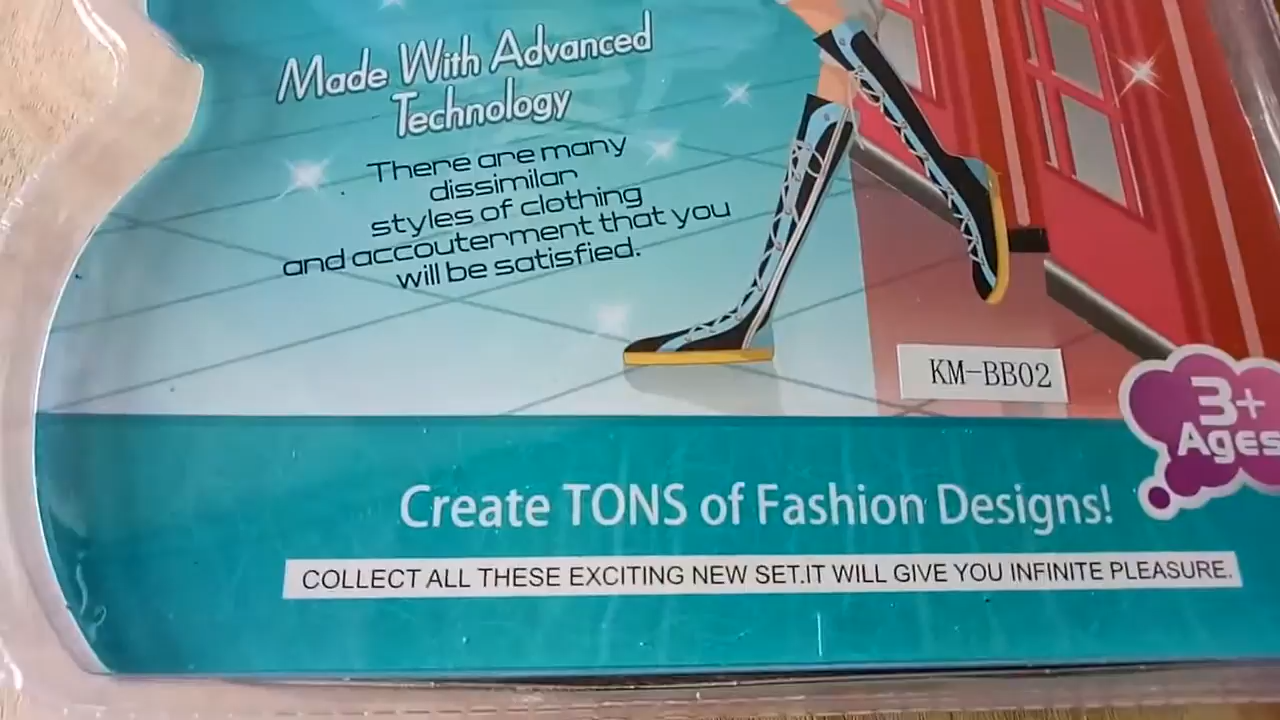 Made With Advanced
Technology
There are many
dissimilar
styles of clothing
and accouterment that you
will be satisfied.
KM-BB02
3+
Ages
Create TONS of Fashion Designs!
COLLECT ALL THESE EXCITING NEW SET.IT WILL GIVE YOU INFINITE PLEASURE.